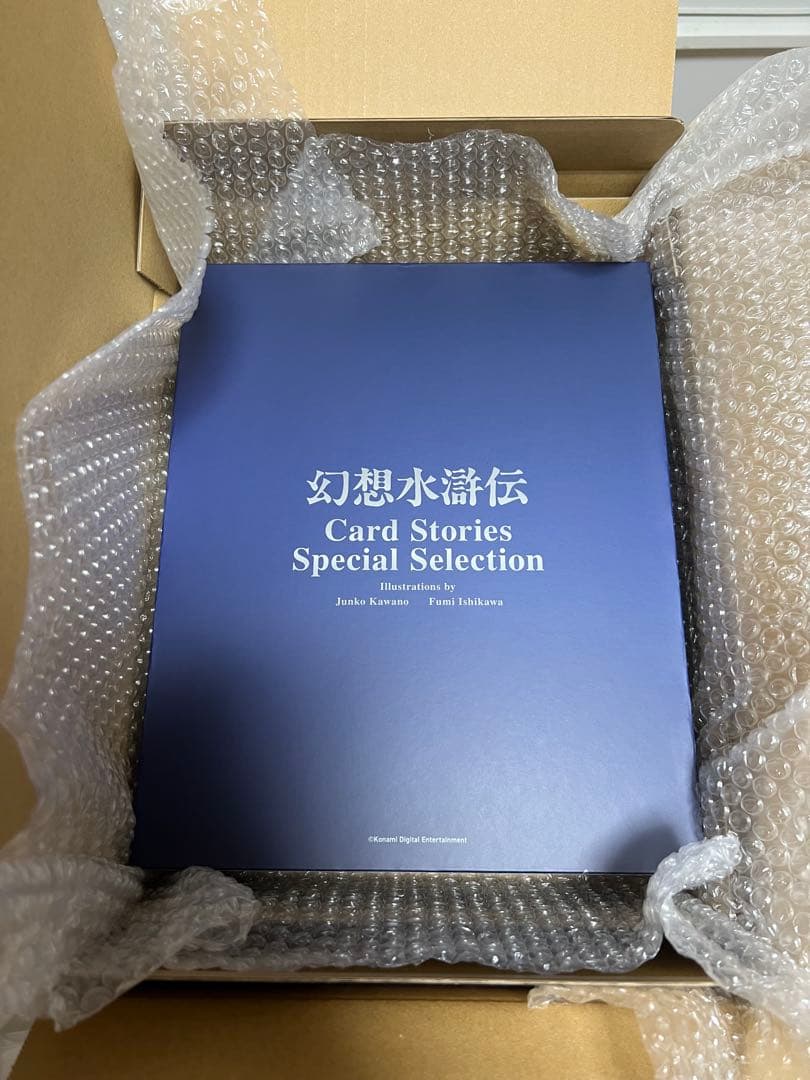 幻想水滸伝
Card Stories
Special Selection
Illustrations by
Junko Kawano Fumi Ishikawa
©Konami Digital Entertainment